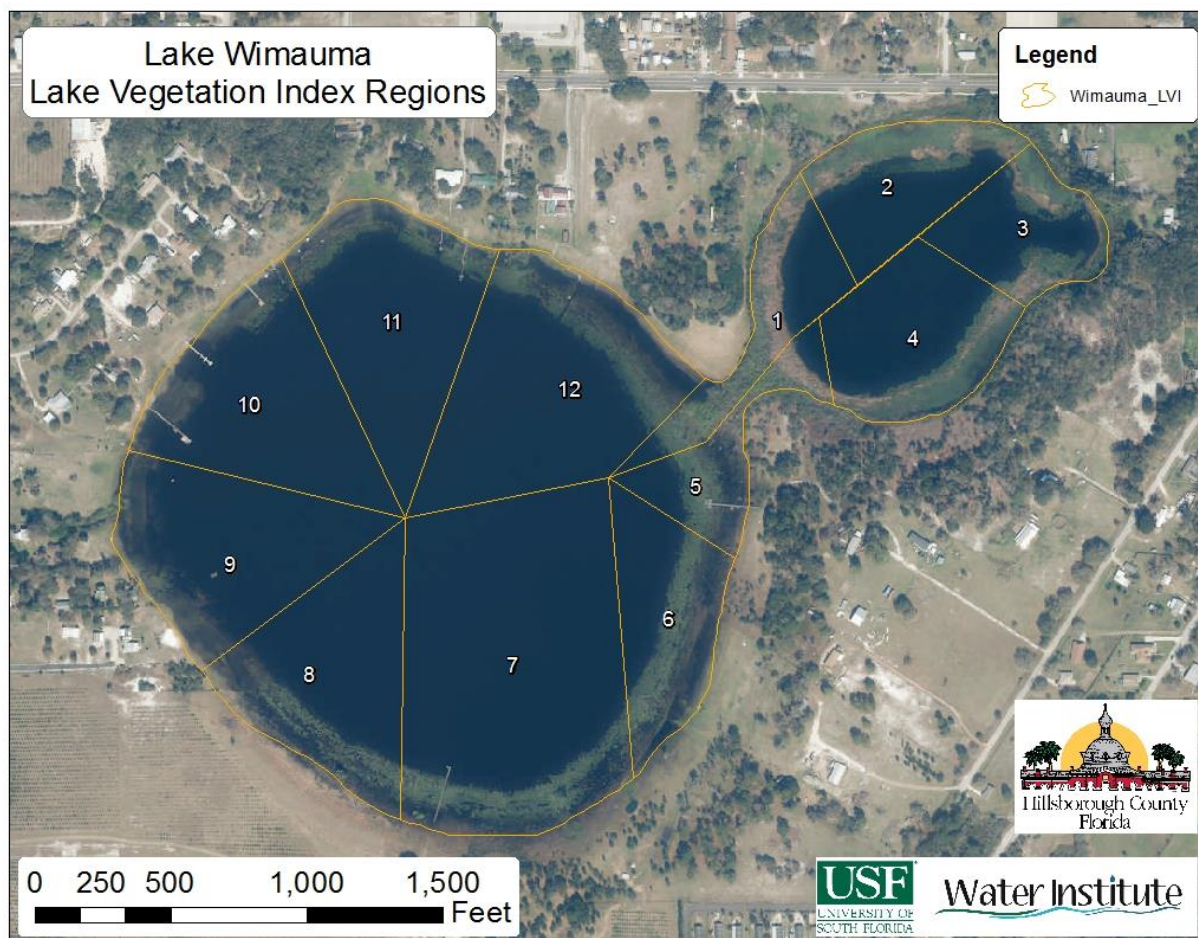 Lake Wimauma
Lake Vegetation Index Regions
Legend
Wimauma_LVI
2
3
1
4
11
12
10
5
9
6
7
8
Hillsborough County
Florida
0 250 500 1,000 1,500
Feet
USF
UNIVERSITY OF
SOUTH FLORIDA
Water Institute